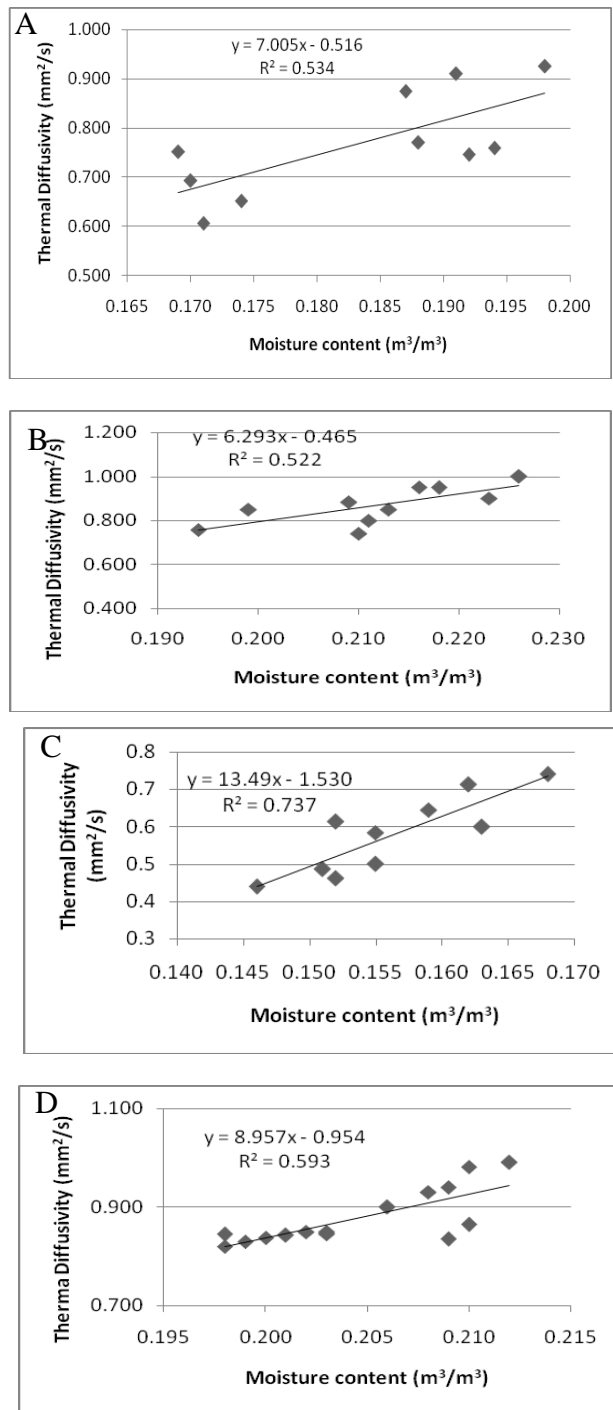 A
y = 7.005x - 0.516
R² = 0.534
Thermal Diffusivity (mm²/s)
1.000
0.900
0.800
0.700
0.600
0.500
0.165 0.170 0.175 0.180 0.185 0.190 0.195 0.200
Moisture content (m³/m³)
B
y = 6.293x - 0.465
R² = 0.522
Thermal Diffusivity (mm²/s)
1.200
1.000
0.800
0.600
0.400
0.190 0.200 0.210 0.220 0.230
Moisture content (m³/m³)
C
y = 13.49x - 1.530
R² = 0.737
Thermal Diffusivity
(mm²/s)
0.8
0.7
0.6
0.5
0.4
0.3
0.140 0.145 0.150 0.155 0.160 0.165 0.170
Moisture content (m³/m³)
D
y = 8.957x - 0.954
R² = 0.593
Therma Diffusivity (mm²/s)
1.100
0.900
0.700
0.195 0.200 0.205 0.210 0.215
Moisture content (m³/m³)